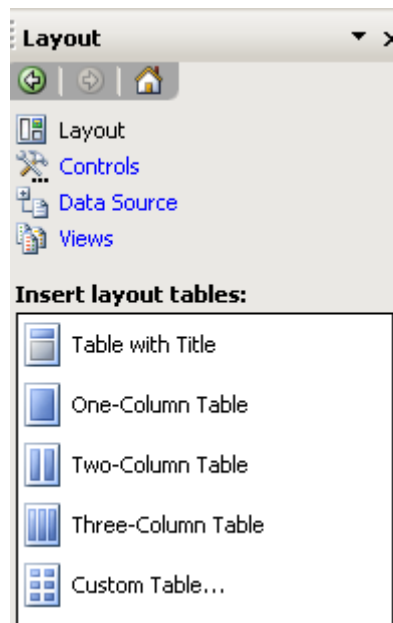 Layout
Layout
Controls
Data Source
Views
Insert layout tables:
Table with Title
One-Column Table
Two-Column Table
Three-Column Table
Custom Table...